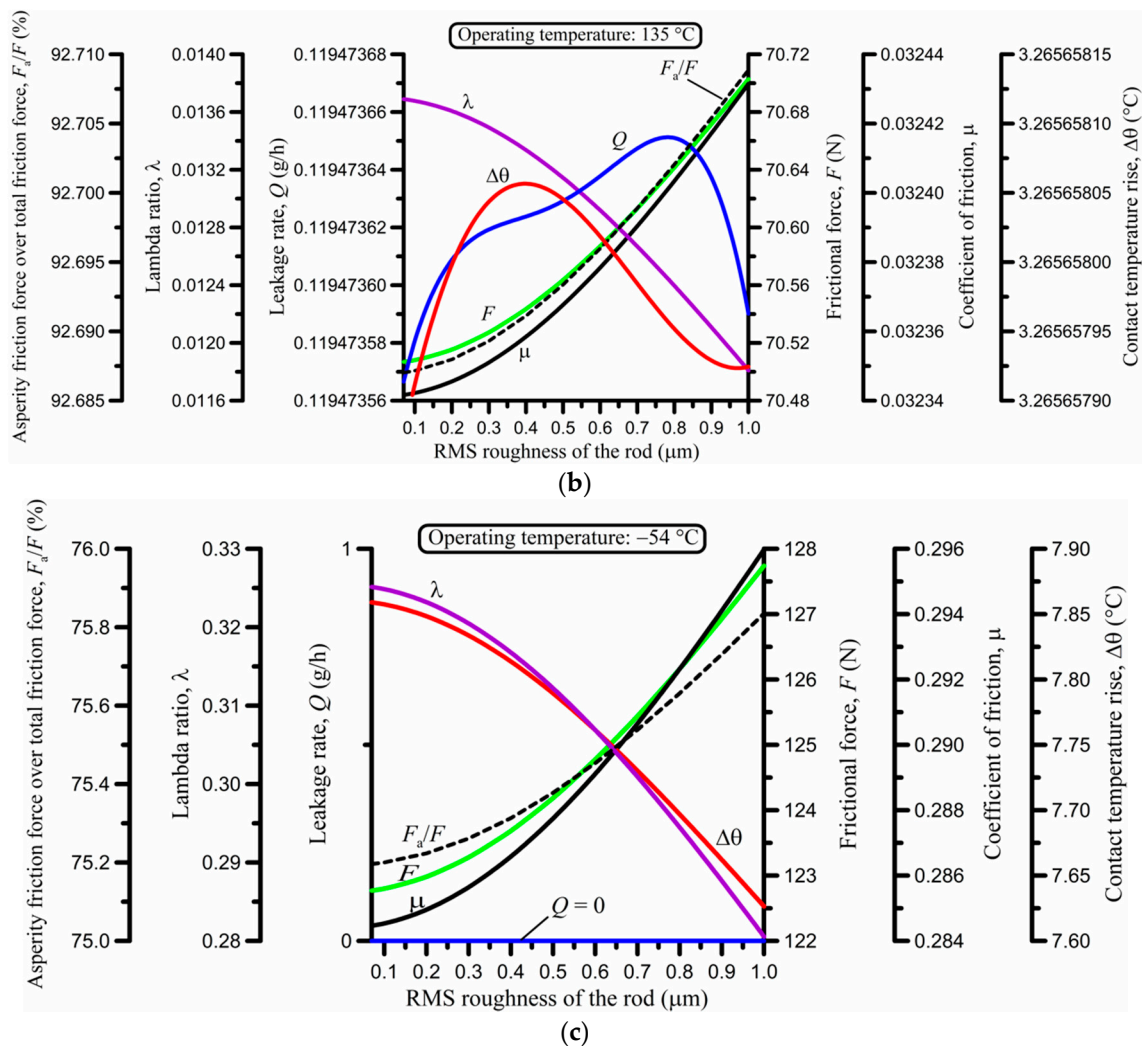 Operating temperature: 135 °C
Asperity friction force over total friction force, Fa/F (%)
92.710
92.705
92.700
92.695
92.690
92.685
Lambda ratio, λ
0.0140
0.0136
0.0132
0.0128
0.0124
0.0120
0.0116
Leakage rate, Q (g/h)
0.11947368
0.11947366
0.11947364
0.11947362
0.11947360
0.11947358
0.11947356
λ
Δθ
Q
Fa/F
F
μ
70.72
70.68
70.64
70.60
70.56
70.52
70.48
Frictional force, F (N)
0.03244
0.03242
0.03240
0.03238
0.03236
0.03234
Coefficient of friction, μ
3.26565815
3.26565810
3.26565805
3.26565800
3.26565795
3.26565790
Contact temperature rise, Δθ (°C)
0.1 0.2 0.3 0.4 0.5 0.6 0.7 0.8 0.9 1.0
RMS roughness of the rod (μm)
(b)
Operating temperature: −54 °C
Asperity friction force over total friction force, Fa/F (%)
76.0
75.8
75.6
75.4
75.2
75.0
Lambda ratio, λ
0.33
0.32
0.31
0.30
0.29
0.28
Leakage rate, Q (g/h)
1
0
λ
Fa/F
F
μ
Q = 0
Δθ
128
127
126
125
124
123
122
Frictional force, F (N)
0.296
0.294
0.292
0.290
0.288
0.286
0.284
Coefficient of friction, μ
7.90
7.85
7.80
7.75
7.70
7.65
7.60
Contact temperature rise, Δθ (°C)
0.1 0.2 0.3 0.4 0.5 0.6 0.7 0.8 0.9 1.0
RMS roughness of the rod (μm)
(c)